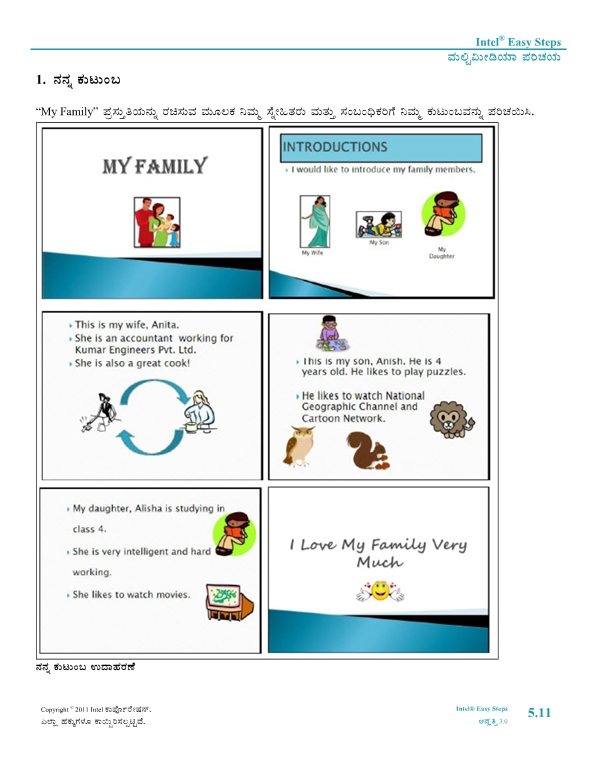 Intel® Easy Steps
ಮಲ್ಟಿಮೀಡಿಯಾ ಪರಿಚಯ
1. ನನ್ನ ಕುಟುಂಬ
“My Family” ಪ್ರಸ್ತುತಿಯನ್ನು ರಚಿಸುವ ಮೂಲಕ ನಿಮ್ಮ ಸ್ನೇಹಿತರು ಮತ್ತು ಸಂಬಂಧಿಕರಿಗೆ ನಿಮ್ಮ ಕುಟುಂಬವನ್ನು ಪರಿಚಯಿಸಿ.
MY FAMILY
INTRODUCTIONS
I would like to introduce my family members.
My Wife
My Son
My
Daughter
This is my wife, Anita.
She is an accountant working for
Kumar Engineers Pvt. Ltd.
She is also a great cook!
This is my son, Anish. He is 4
years old. He likes to play puzzles.
He likes to watch National
Geographic Channel and
Cartoon Network.
My daughter, Alisha is studying in
class 4.
She is very intelligent and hard
working.
She likes to watch movies.
I Love My Family Very
Much
ನನ್ನ ಕುಟುಂಬ ಉದಾಹರಣೆ
Copyright © 2011 Intel ಕಾರ್ಪೊರೇಷನ್.
ಎಲ್ಲಾ ಹಕ್ಕುಗಳೂ ಕಾಯ್ದಿರಿಸಲ್ಪಟ್ಟಿವೆ.
Intel® Easy Steps
ಆವೃತ್ತಿ 3.0
5.11